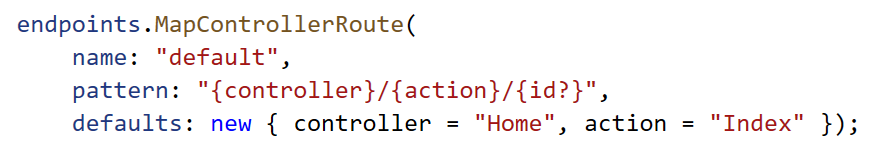 endpoints.MapControllerRoute(
    name: "default",
    pattern: "{controller}/{action}/{id?}",
    defaults: new { controller = "Home", action = "Index" });